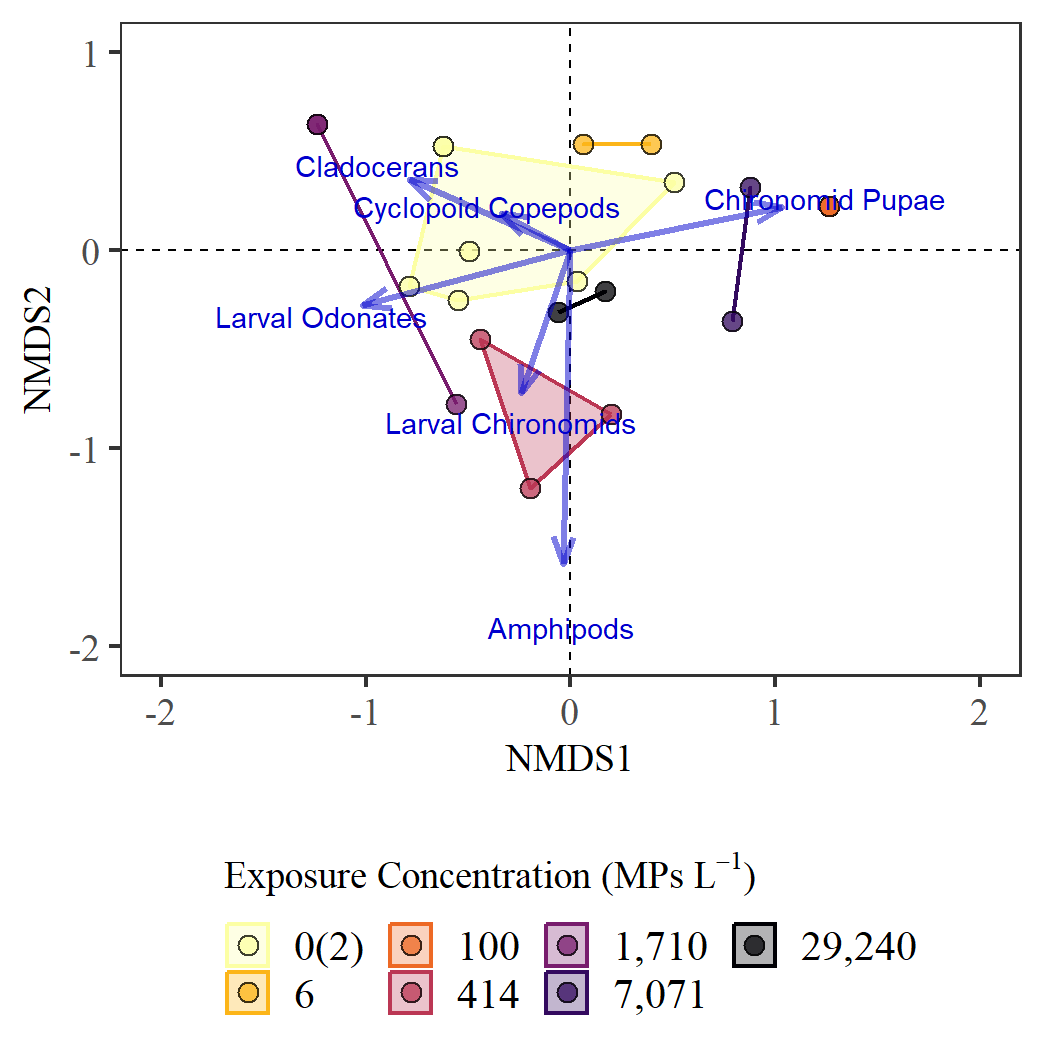 1
0
-1
-2
NMDS2
Cladocerans
Cyclopoid Copepods
Chironomid Pupae
Larval Odonates
Larval Chironomids
Amphipods
-2 -1 0 1 2
NMDS1
Exposure Concentration (MPs L⁻¹)
0(2) 100 1,710 29,240
6 414 7,071